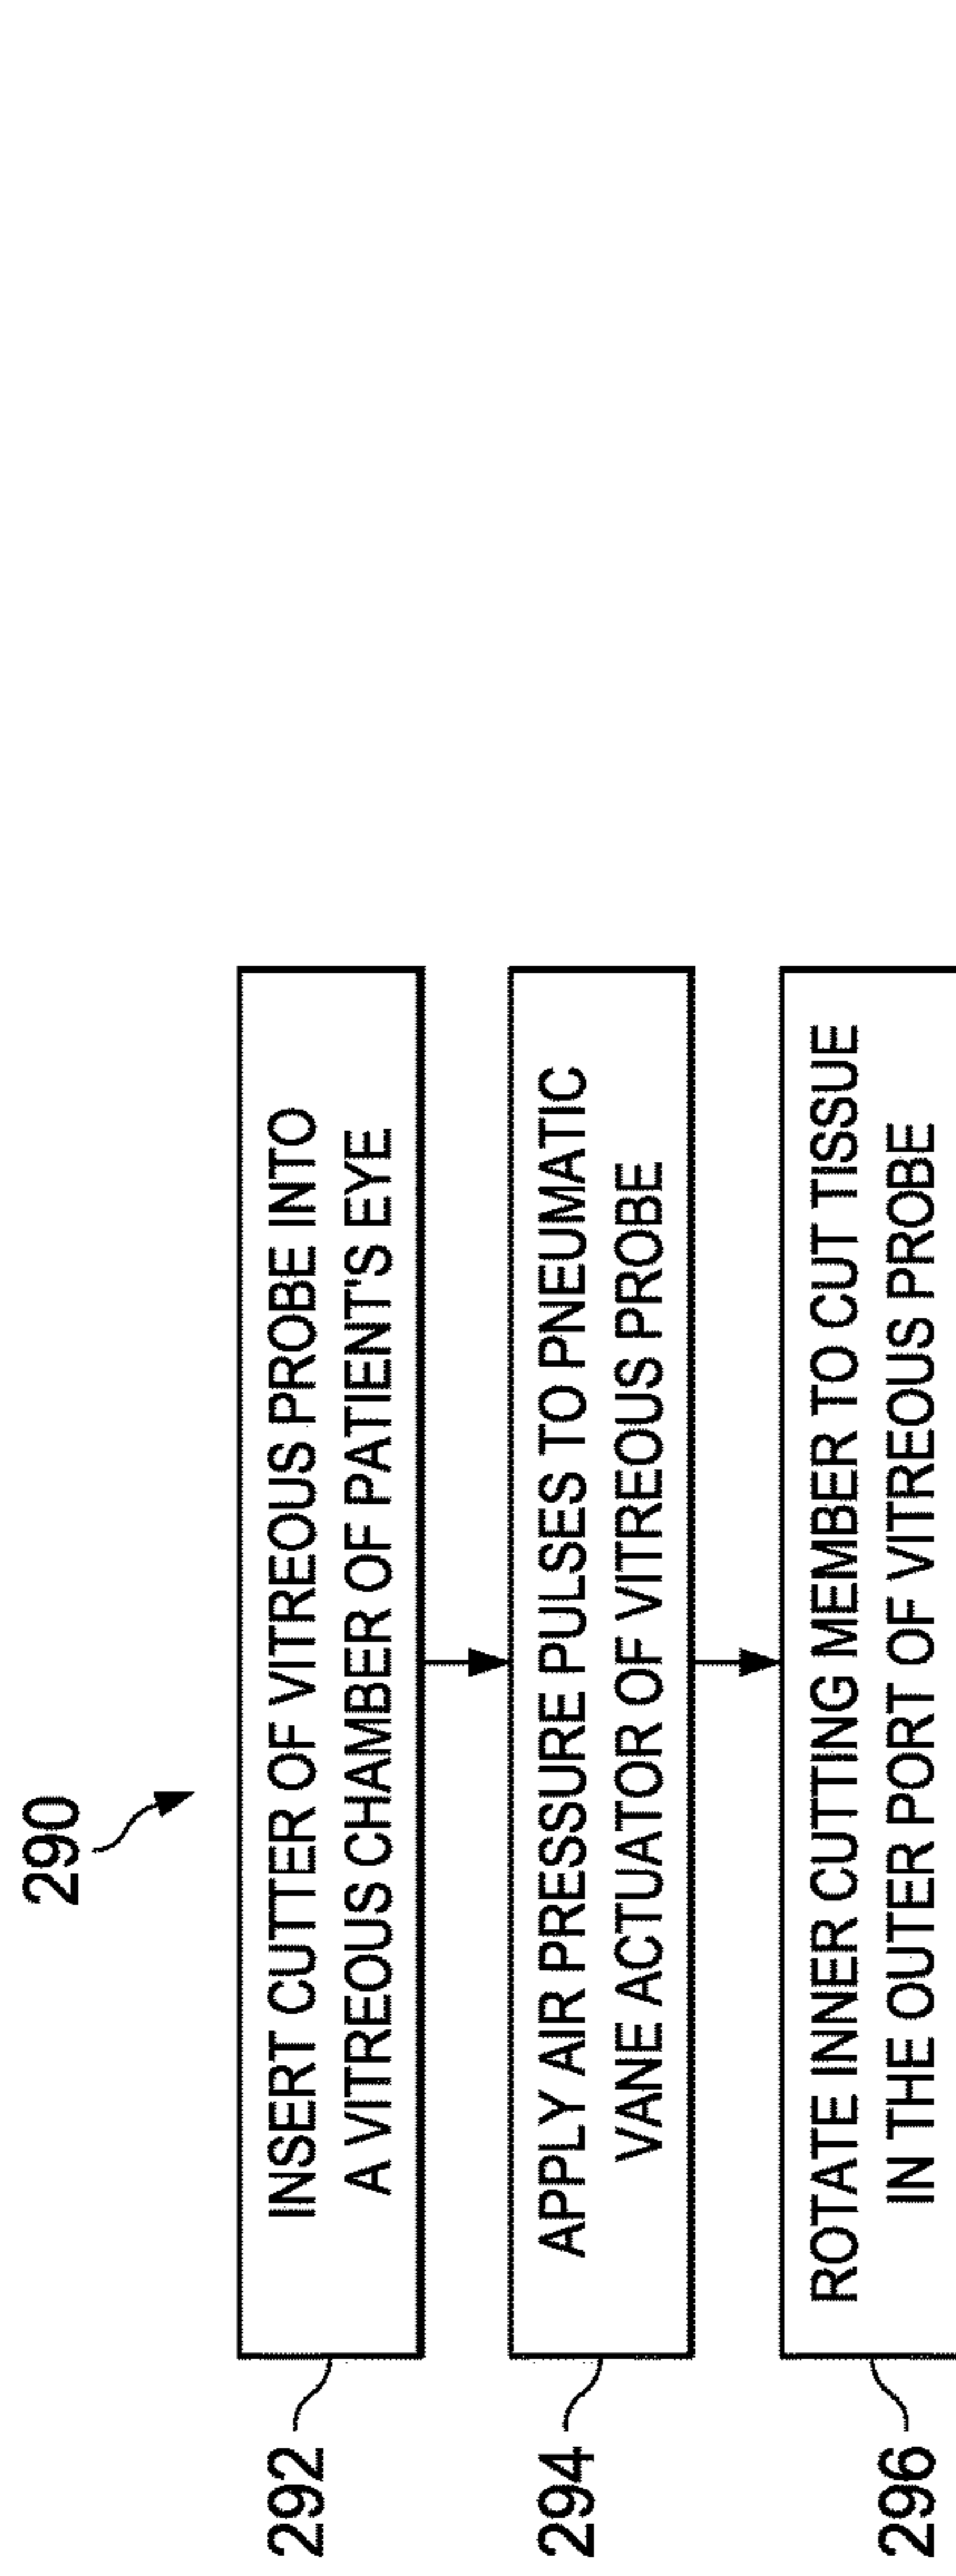 290
292
INSERT CUTTER OF VITREOUS PROBE INTO
A VITREOUS CHAMBER OF PATIENT'S EYE
294
APPLY AIR PRESSURE PULSES TO PNEUMATIC
VANE ACTUATOR OF VITREOUS PROBE
296
ROTATE INNER CUTTING MEMBER TO CUT TISSUE
IN THE OUTER PORT OF VITREOUS PROBE